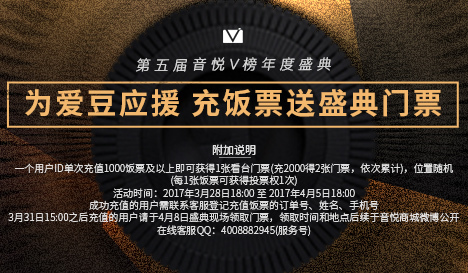 第五届音悦V榜年度盛典
为爱豆应援 充饭票送盛典门票
附加说明
一个用户ID单次充值1000饭票及以上即可获得1张看台门票(充2000得2张门票，依次累计)，位置随机
(每1张饭票可获得投票权1次)
活动时间：2017年3月28日18:00 至 2017年4月5日18:00
成功充值的用户需联系客服登记充值饭票的订单号、姓名、手机号
3月31日15:00之后充值的用户请于4月8日盛典现场领取门票，领取时间和地点后续于音悦商城微博公开
在线客服QQ：4008882945(服务号)